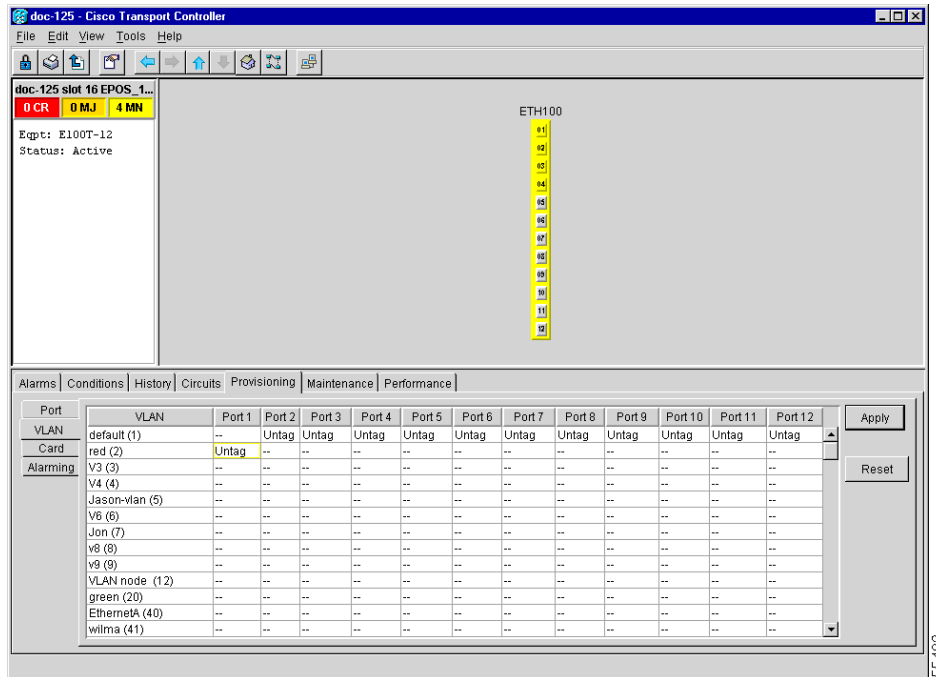 doc-125 - Cisco Transport Controller
File Edit View Tools Help
doc-125 slot 16 EPOS_1...
0 CR 0 MJ 4 MN
Eqpt: E100T-12
Status: Active
ETH100
01
02
03
04
05
06
07
08
09
10
11
12
Alarms Conditions History Circuits Provisioning Maintenance Performance
Port
VLAN
Card
Alarming
VLAN Port 1 Port 2 Port 3 Port 4 Port 5 Port 6 Port 7 Port 8 Port 9 Port 10 Port 11 Port 12
default (1) -- Untag Untag Untag Untag Untag Untag Untag Untag Untag Untag Untag
red (2) Untag -- -- -- -- -- -- -- -- -- -- --
V3 (3) -- -- -- -- -- -- -- -- -- -- -- --
V4 (4) -- -- -- -- -- -- -- -- -- -- -- --
Jason-vlan (5) -- -- -- -- -- -- -- -- -- -- -- --
V6 (6) -- -- -- -- -- -- -- -- -- -- -- --
Jon (7) -- -- -- -- -- -- -- -- -- -- -- --
v8 (8) -- -- -- -- -- -- -- -- -- -- -- --
v9 (9) -- -- -- -- -- -- -- -- -- -- -- --
VLAN node (12) -- -- -- -- -- -- -- -- -- -- -- --
green (20) -- -- -- -- -- -- -- -- -- -- -- --
EthernetA (40) -- -- -- -- -- -- -- -- -- -- -- --
wilma (41) -- -- -- -- -- -- -- -- -- -- -- --
Apply
Reset